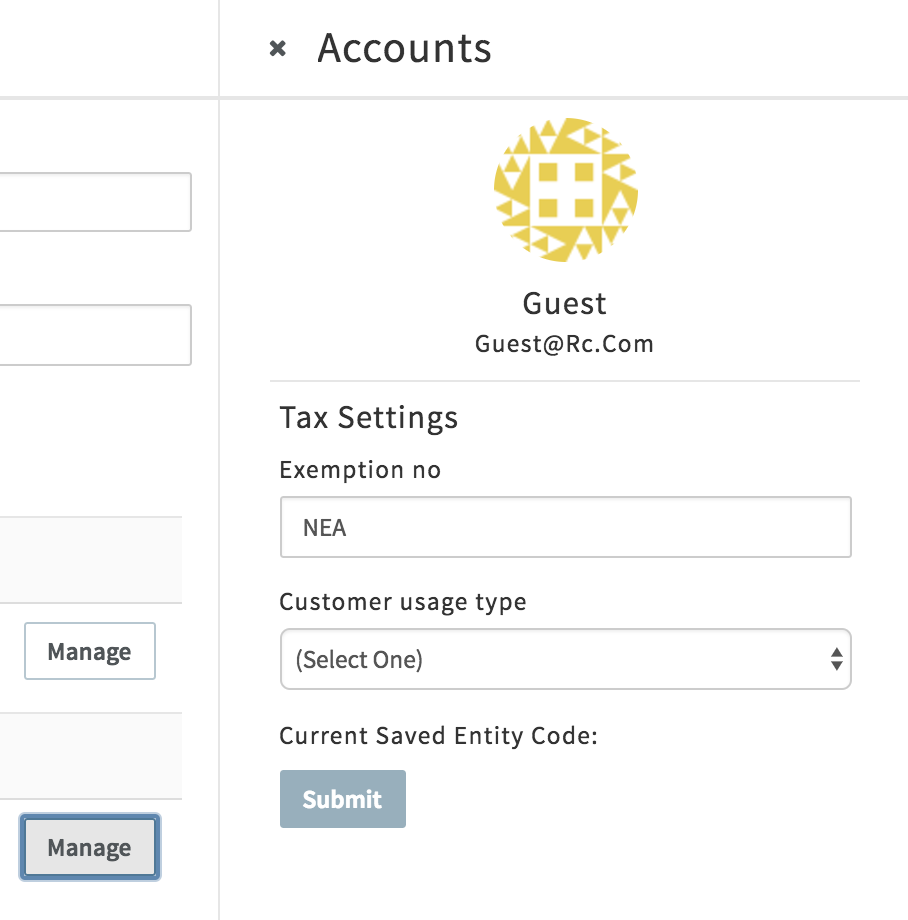 Accounts
Guest
Guest@Rc.Com
Tax Settings
Exemption no
NEA
Customer usage type
(Select One)
Current Saved Entity Code:
Submit
Manage
Manage